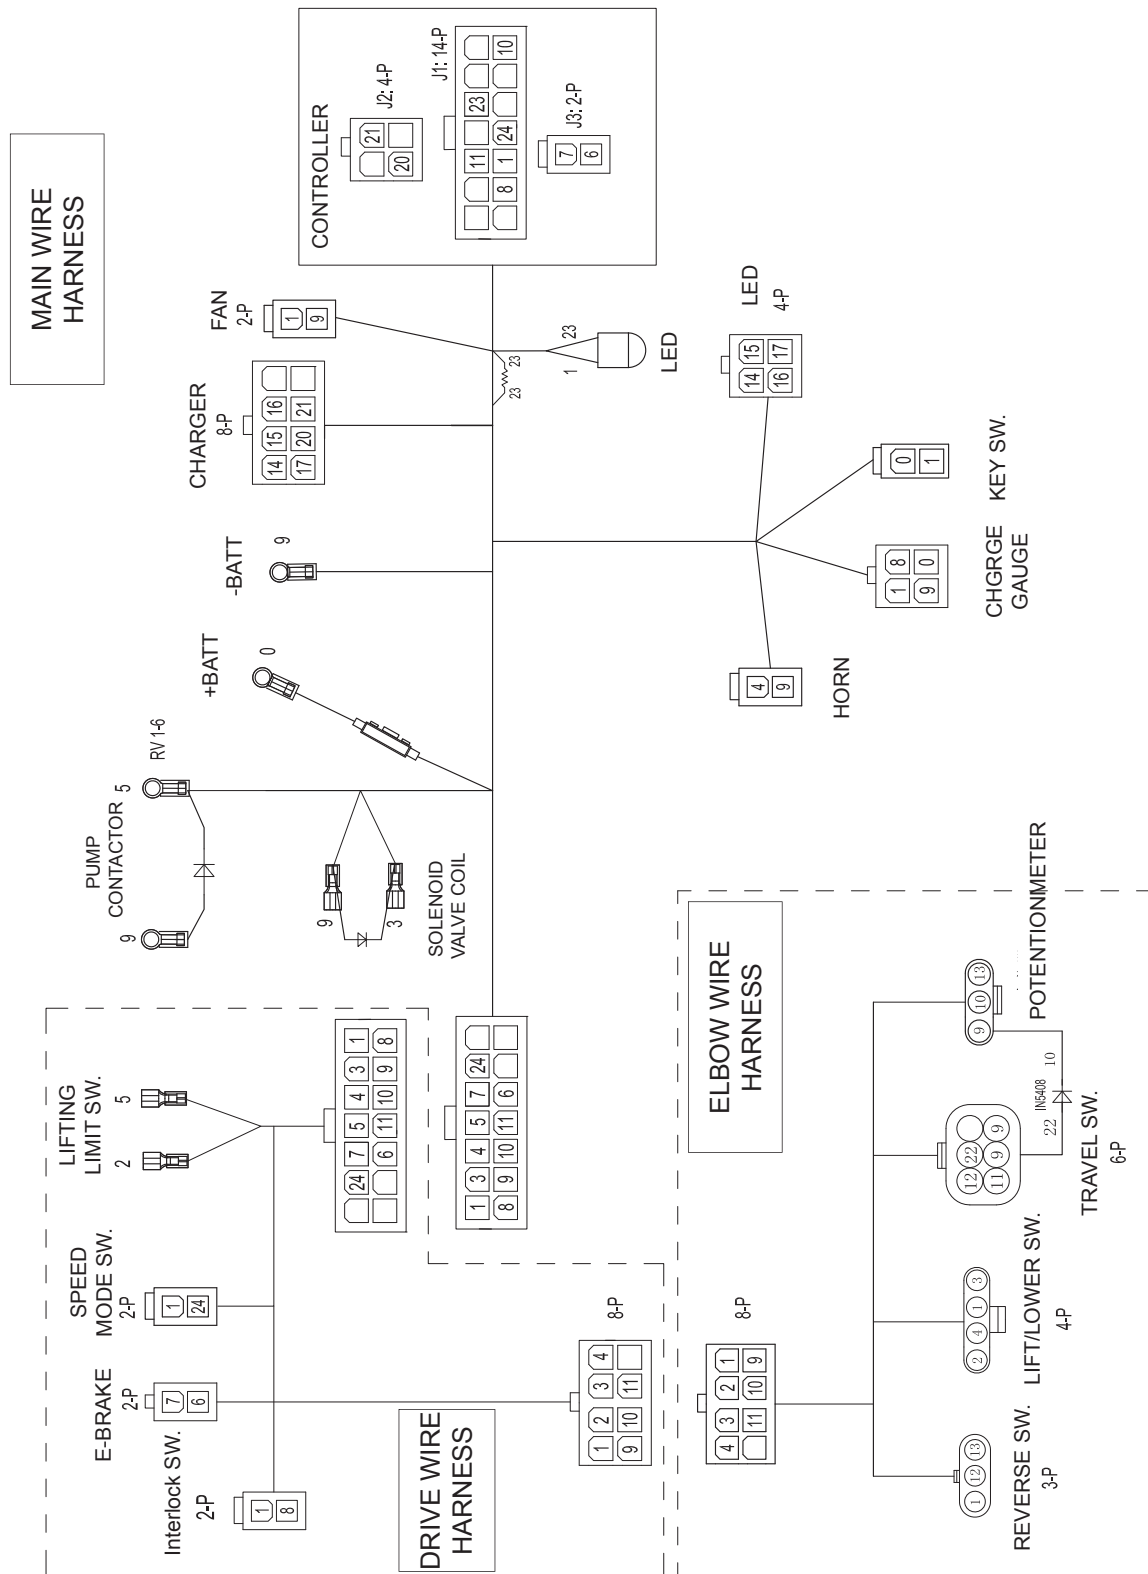 MAIN WIRE
HARNESS
CONTROLLER
J2: 4-P
21
20
J1: 14-P
23
10
11
24
8
1
J3: 2-P
7
6
FAN
2-P
1
9
23
23
1
23
LED
CHARGER
8-P
14
15
16
17
20
21
LED
4-P
14
15
16
17
KEY SW.
0
1
CHGRGE
GAUGE
1
8
9
0
HORN
4
9
-BATT
9
+BATT
0
RV 1-6
PUMP
CONTACTOR
5
9
SOLENOID
VALVE COIL
9
3
1
3
4
5
7
24
8
9
10
11
6
LIFTING
LIMIT SW.
2
5
24
7
5
4
3
1
6
11
10
9
8
SPEED
MODE SW.
2-P
1
24
E-BRAKE
2-P
7
6
Interlock SW.
2-P
1
8
DRIVE WIRE
HARNESS
8-P
1
2
3
4
9
10
11
ELBOW WIRE
HARNESS
8-P
4
3
2
1
11
10
9
REVERSE SW.
3-P
1
12
13
LIFT/LOWER SW.
4-P
2
4
1
3
TRAVEL SW.
6-P
12
22
11
9
9
22
IN5408
10
POTENTIONMETER
9
10
13